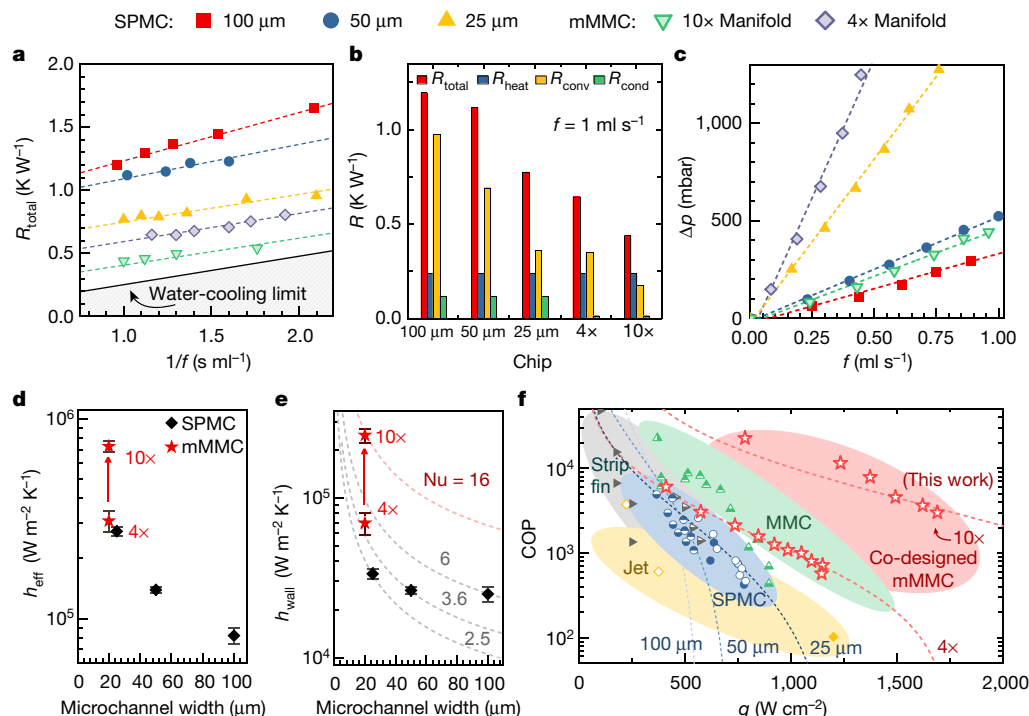 SPMC: 100 μm 50 μm 25 μm mMMC: 10× Manifold 4× Manifold
a
2.0
1.5
1.0
0.5
0.0
R_total (K W⁻¹)
Water-cooling limit
1.0 1.5 2.0
1/f (s ml⁻¹)
b
R_total R_heat R_conv R_cond
f = 1 ml s⁻¹
1.0
0.5
0.0
R (K W⁻¹)
100 μm 50 μm 25 μm 4× 10×
Chip
c
1,000
500
0
Δp (mbar)
0.00 0.25 0.50 0.75 1.00
f (ml s⁻¹)
d
SPMC
mMMC
10⁶
10⁵
h_eff (W m⁻² K⁻¹)
10×
4×
0 20 40 60 80 100
Microchannel width (μm)
e
10⁵
10⁴
h_wall (W m⁻² K⁻¹)
10×
4×
Nu = 16
6
3.6
2.5
0 20 40 60 80 100
Microchannel width (μm)
f
10⁴
10³
10²
COP
Strip
fin
Jet
SPMC
MMC
(This work)
10×
Co-designed
mMMC
100 μm 50 μm 25 μm 4×
0 500 1,000 1,500 2,000
q (W cm⁻²)